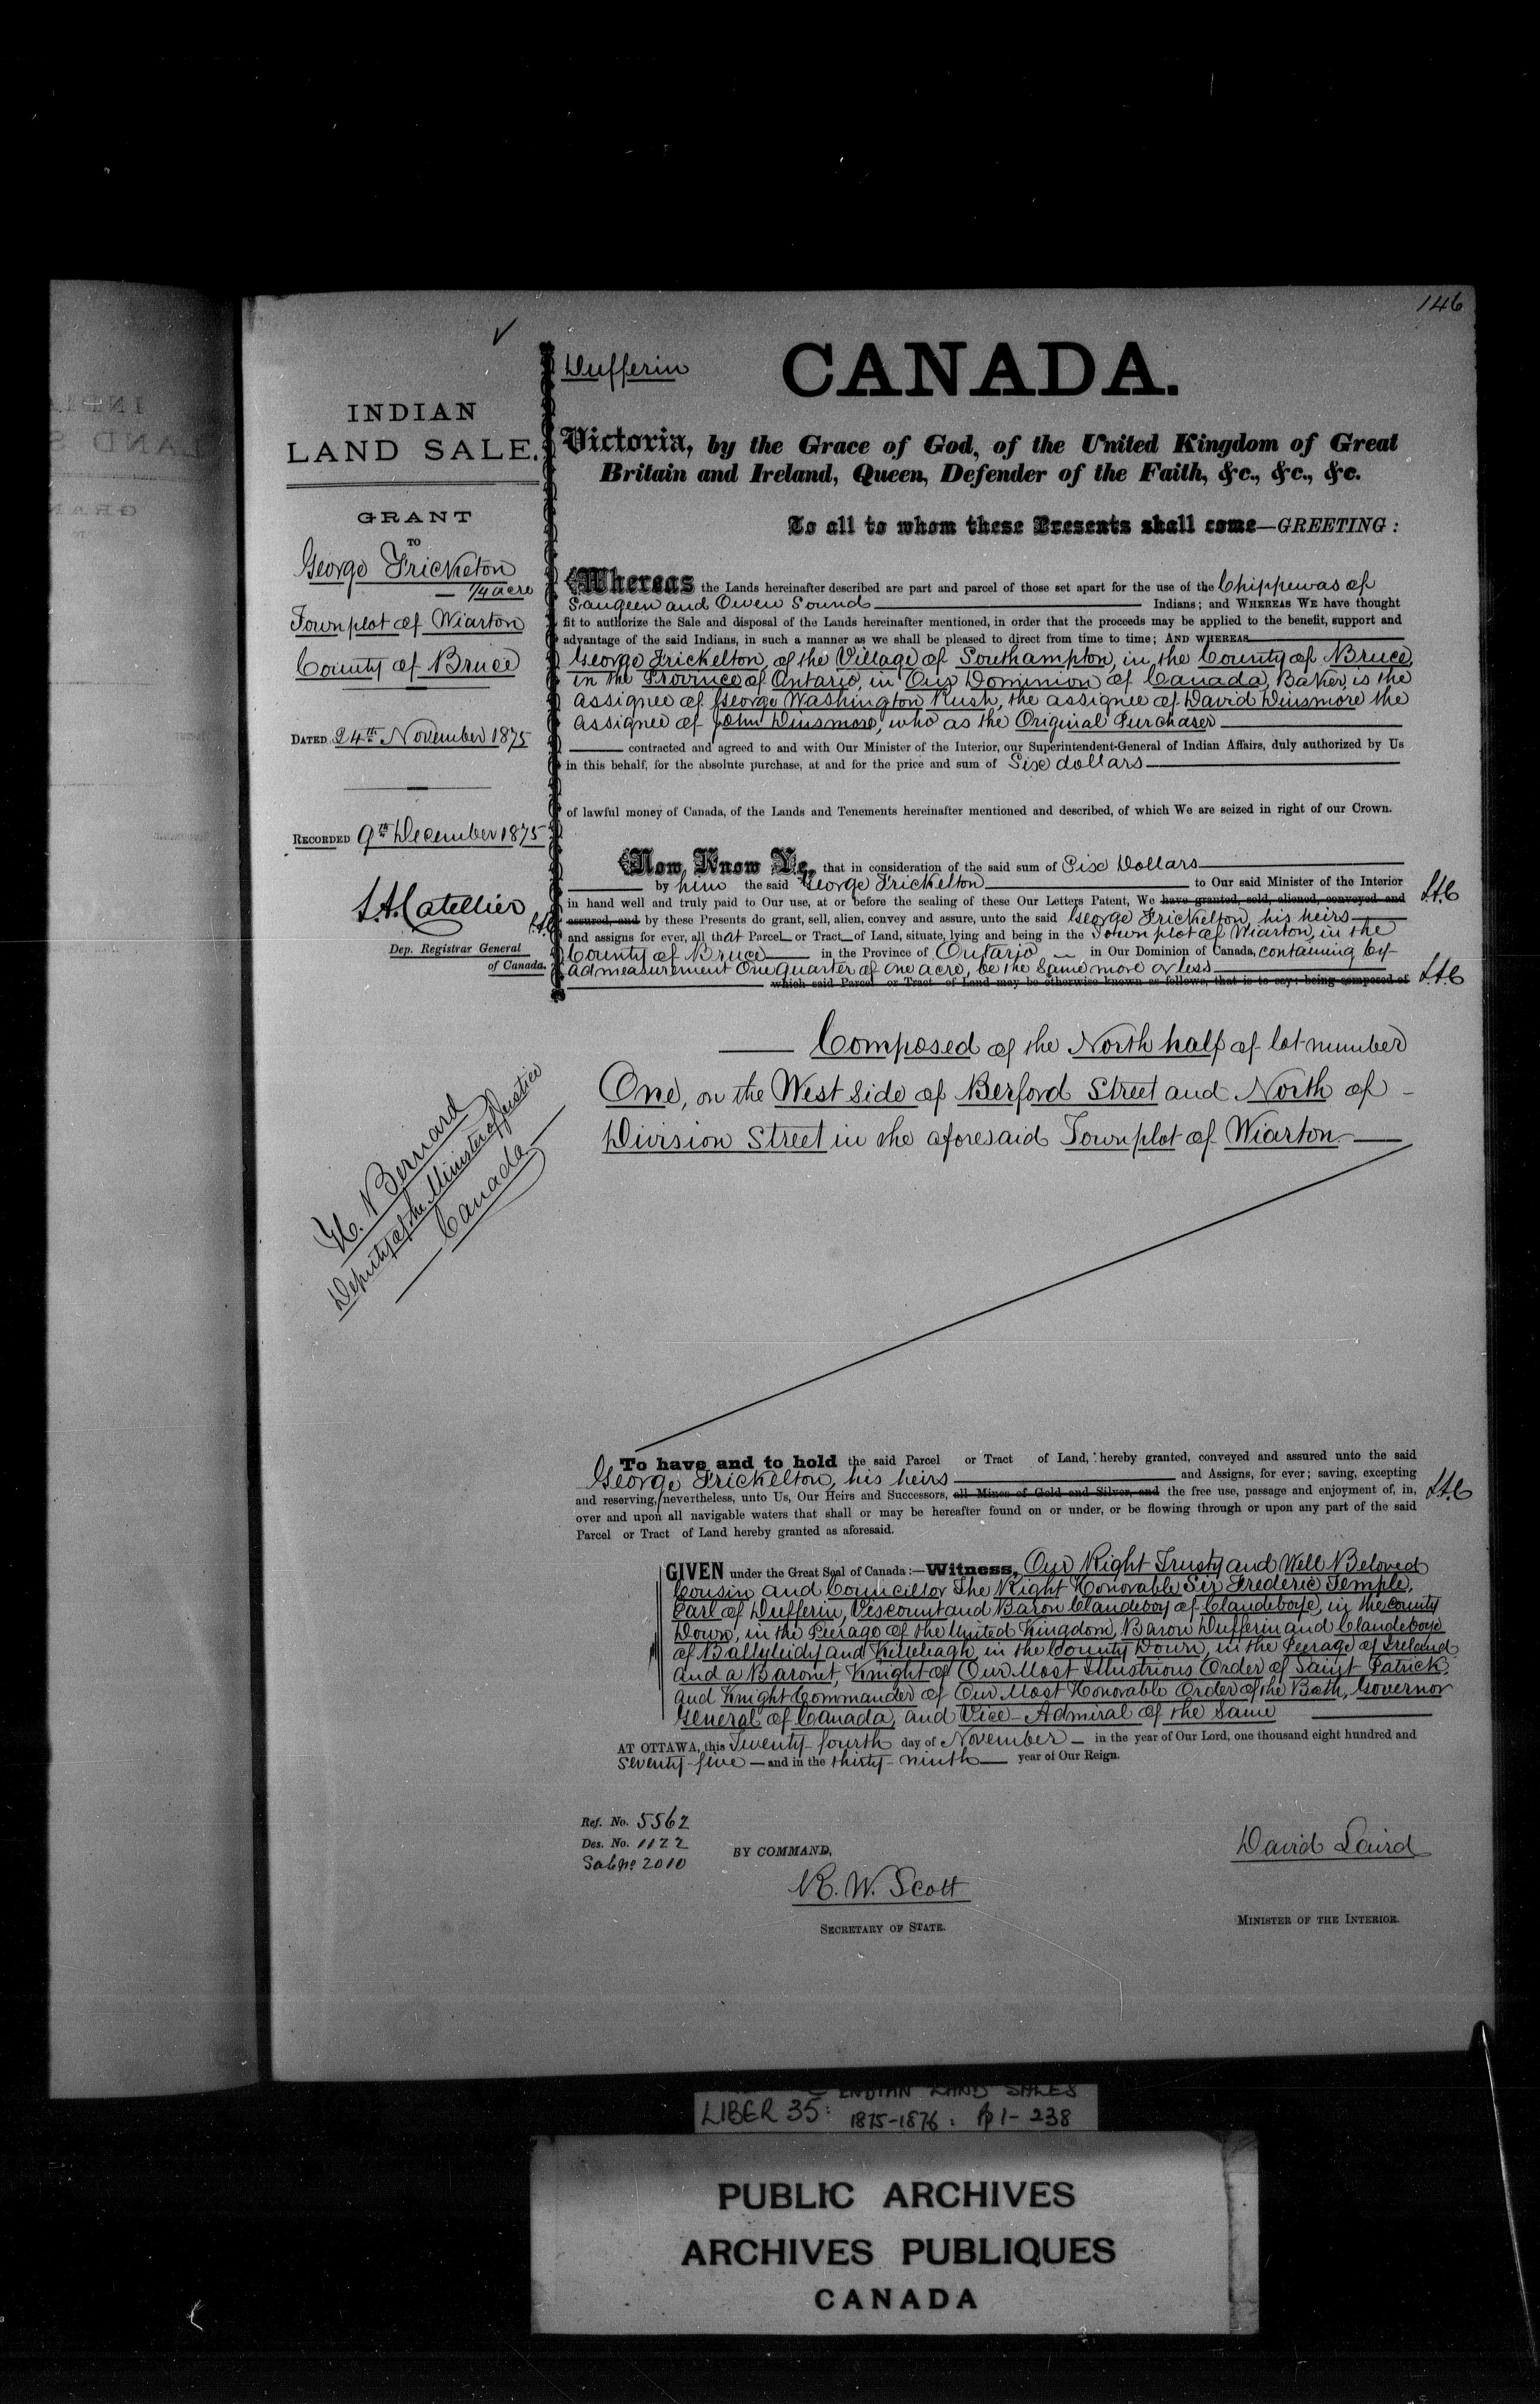 146
CANADA.
Dufferin
INDIAN
LAND SALE.
GRANT
TO
George Trickelton
— 1/4 acre
Town plot of Wiarton
County of Bruce
DATED 24th November 1875
RECORDED 9th December 1875
L.A. Catellier
Dep. Registrar General
of Canada.
H. Bernard
Deputy of the Minister of Justice
Canada
Victoria, by the Grace of God, of the United Kingdom of Great
Britain and Ireland, Queen, Defender of the Faith, &c., &c., &c.
To all to whom these Presents shall come—GREETING:
Whereas the Lands hereinafter described are part and parcel of those set apart for the use of the Chippewas of
Saugeen and Owen Sound Indians; and WHEREAS WE have thought
fit to authorize the Sale and disposal of the Lands hereinafter mentioned, in order that the proceeds may be applied to the benefit, support and
advantage of the said Indians, in such a manner as we shall be pleased to direct from time to time; AND WHEREAS
George Trickelton, of the Village of Southampton, in the County of Bruce,
in the Province of Ontario, in Our Dominion of Canada, Baker, is the
assignee of George Washington Rush, the assignee of David Dinsmore the
assignee of John Dinsmore, who as the Original Purchaser
contracted and agreed to and with Our Minister of the Interior, our Superintendent-General of Indian Affairs, duly authorized by Us
in this behalf, for the absolute purchase, at and for the price and sum of Six dollars
of lawful money of Canada, of the Lands and Tenements hereinafter mentioned and described, of which We are seized in right of our Crown.
Now Know Ye, that in consideration of the said sum of Six Dollars
by him the said George Trickelton to Our said Minister of the Interior
in hand well and truly paid to Our use, at or before the sealing of these Our Letters Patent, We have granted, sold, aliened, conveyed and L.A.C
L.A.C assured, and by these Presents do grant, sell, alien, convey and assure, unto the said George Trickelton, his heirs
and assigns for ever, all that Parcel or Tract of Land, situate, lying and being in the Town plot of Wiarton, in the
County of Bruce in the Province of Ontario in Our Dominion of Canada, containing by
admeasurement One quarter of one acre, be the same more or less
which said Parcel or Tract of Land may be otherwise known as follows, that is to say: being composed of L.A.C
Composed of the North half of lot number
One, on the West side of Berford Street and North of
Division Street in the aforesaid Town plot of Wiarton.
To have and to hold the said Parcel or Tract of Land, hereby granted, conveyed and assured unto the said
George Trickelton, his heirs and Assigns, for ever; saving, excepting
and reserving, nevertheless, unto Us, Our Heirs and Successors, all Mines of Gold and Silver, and the free use, passage and enjoyment of, in, L.A.C
over and upon all navigable waters that shall or may be hereafter found on or under, or be flowing through or upon any part of the said
Parcel or Tract of Land hereby granted as aforesaid.
GIVEN under the Great Seal of Canada:—Witness, Our Right Trusty and Well Beloved
Cousin and Councillor The Right Honorable Sir Frederic Temple,
Earl of Dufferin, Viscount and Baron Clandeboy of Clandeboye, in the County
Down, in the Peerage of the United Kingdom, Baron Dufferin and Clandeboye
of Ballyleidy and Killeleagh, in the County Down, in the Peerage of Ireland
and a Baronet, Knight of Our Most Illustrious Order of Saint Patrick
and Knight Commander of Our Most Honorable Order of the Bath, Governor
General of Canada, and Vice-Admiral of the Same
AT OTTAWA, this Twenty-fourth day of November in the year of Our Lord, one thousand eight hundred and
Seventy-five — and in the thirty-ninth year of Our Reign.
Ref. No. 5562
Des. No. 1122
Sale No 2010
BY COMMAND,
R. W. Scott
SECRETARY OF STATE.
David Laird
MINISTER OF THE INTERIOR.
INDIAN LAND SALES
LIBER 35: 1875-1876: Pp 1-238
PUBLIC ARCHIVES
ARCHIVES PUBLIQUES
CANADA